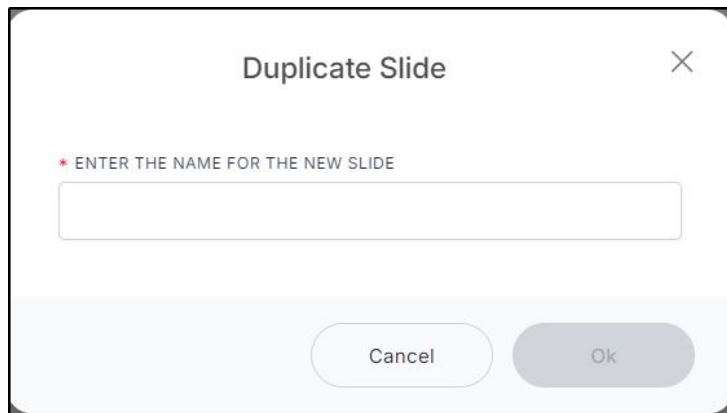 Duplicate Slide
* ENTER THE NAME FOR THE NEW SLIDE
Cancel
Ok